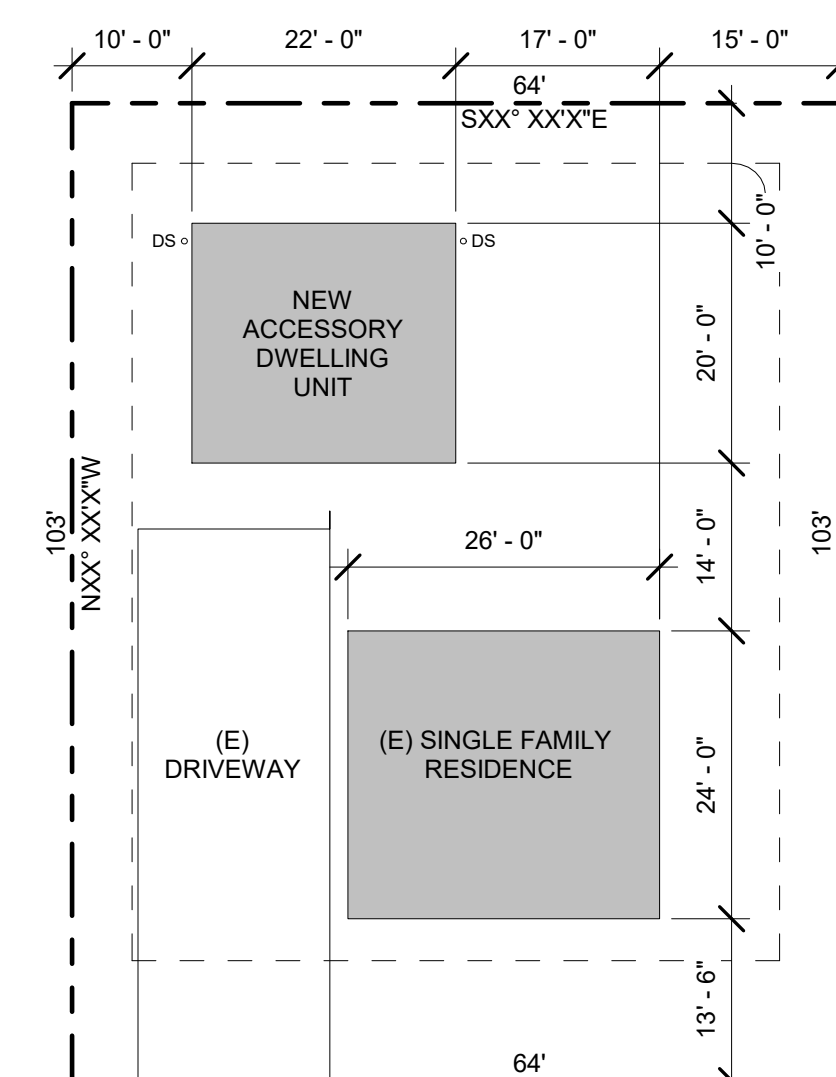 10' - 0"
22' - 0"
17' - 0"
15' - 0"
64'
SXX° XX'X"E
10' - 0"
DS
DS
NEW
ACCESSORY
DWELLING
UNIT
20' - 0"
103'
NXX° XX'X"W
26' - 0"
14' - 0"
103'
(E)
DRIVEWAY
(E) SINGLE FAMILY
RESIDENCE
24' - 0"
13' - 6"
64'